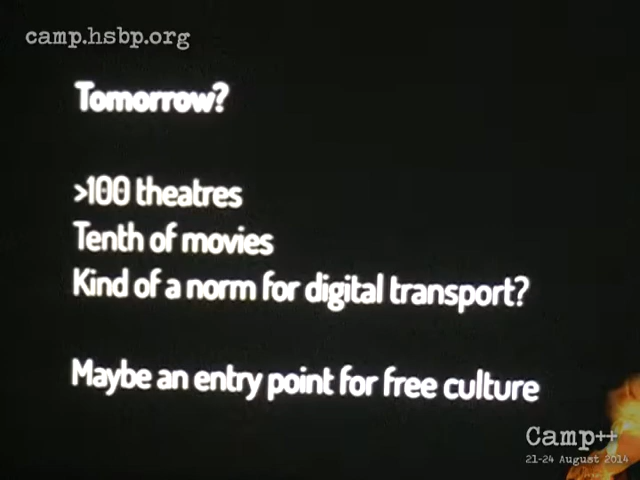 camp.hsbp.org
Tomorrow?
>100 theatres
Tenth of movies
Kind of a norm for digital transport?
Maybe an entry point for free culture
Camp++
21-24 August 2014